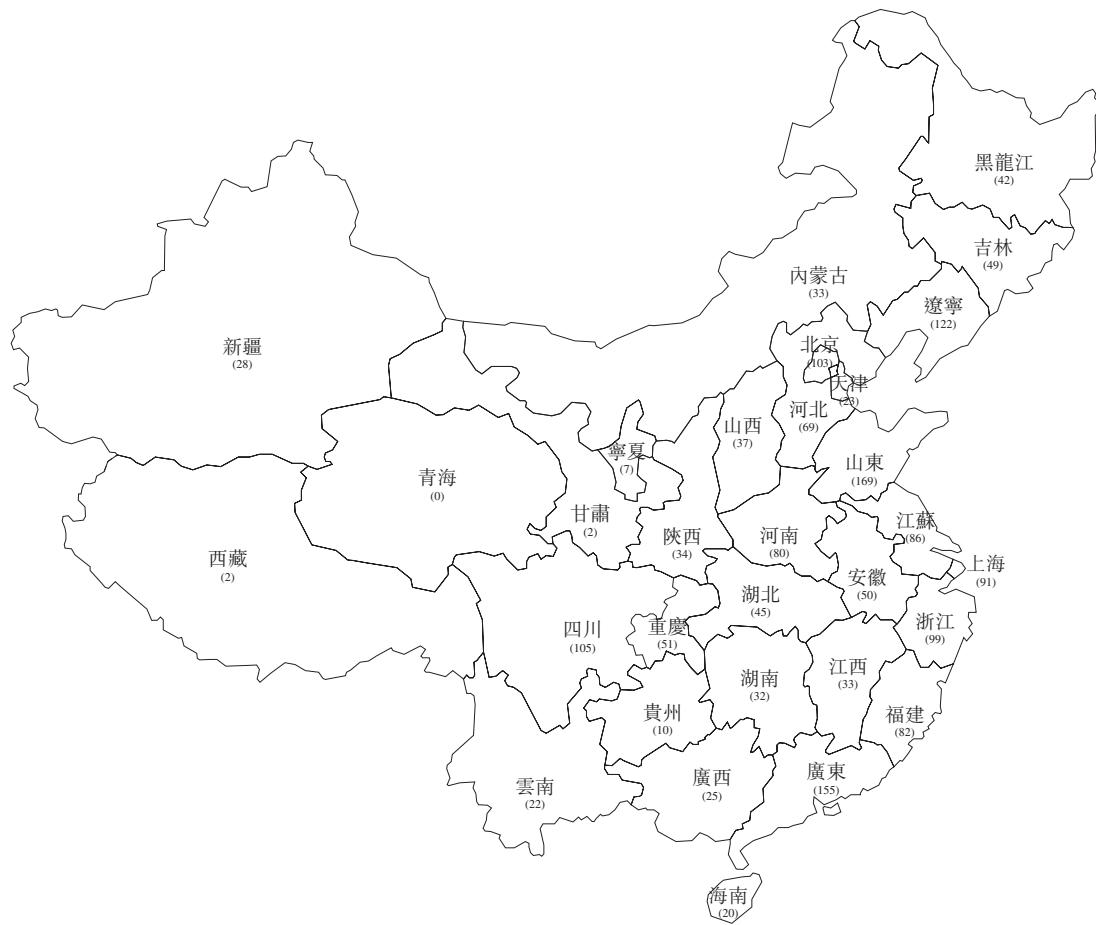 黑龍江
(42)
吉林
(49)
內蒙古
(33)
遼寧
(122)
新疆
(28)
北京
(103)
天津
(23)
河北
(69)
山西
(37)
寧夏
(7)
山東
(169)
青海
(0)
甘肅
(2)
陝西
(34)
河南
(80)
江蘇
(86)
西藏
(2)
安徽
(50)
上海
(91)
湖北
(45)
四川
(105)
重慶
(51)
浙江
(99)
湖南
(32)
江西
(33)
貴州
(10)
福建
(82)
雲南
(22)
廣西
(25)
廣東
(155)
海南
(20)